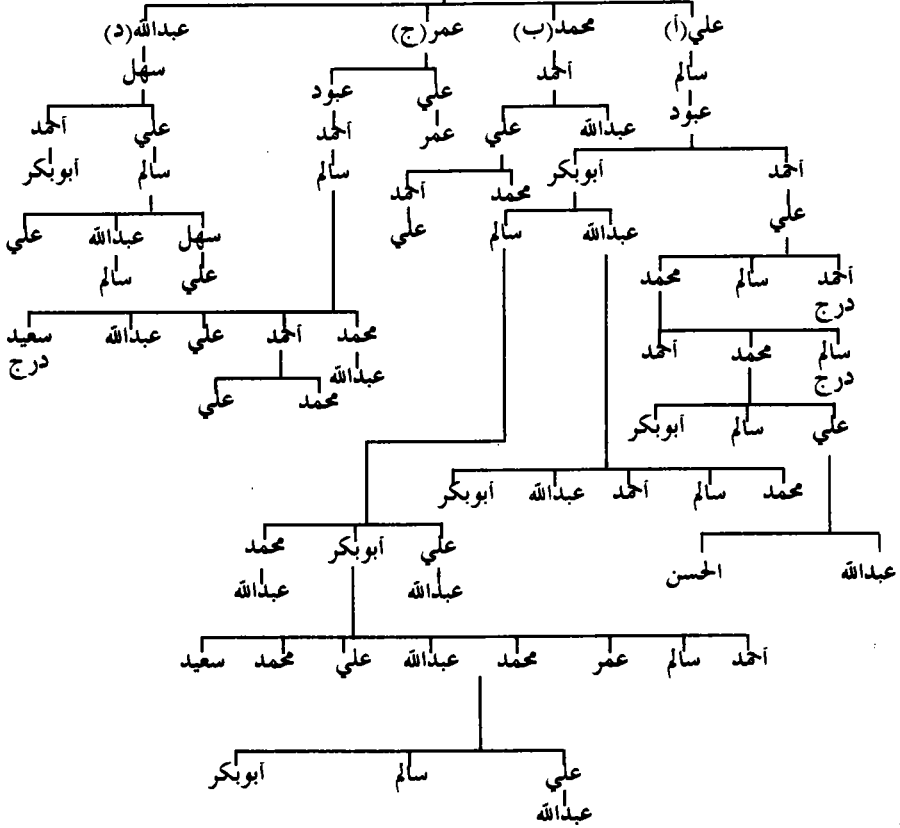 علي(أ) محمد(ب) عمر(ج) عبدالله(د)
سالم أحمد سهل
علي عبود
عبود
عبدالله علي عمر أحمد علي أحمد
أحمد أبوبكر سالم سالم أبوبكر
محمد أحمد
علي
عبدالله سالم علي سهل عبدالله علي
أحمد سالم محمد علي سالم
درج
محمد أحمد علي عبدالله سعيد
سالم محمد أحمد درج
درج عبدالله
محمد علي
علي سالم أبوبكر
محمد سالم أحمد عبدالله أبوبكر
علي أبوبكر محمد
عبدالله الحسن
عبدالله عبدالله
أحمد سالم عمر محمد عبدالله علي محمد سعيد
علي سالم أبوبكر
عبدالله